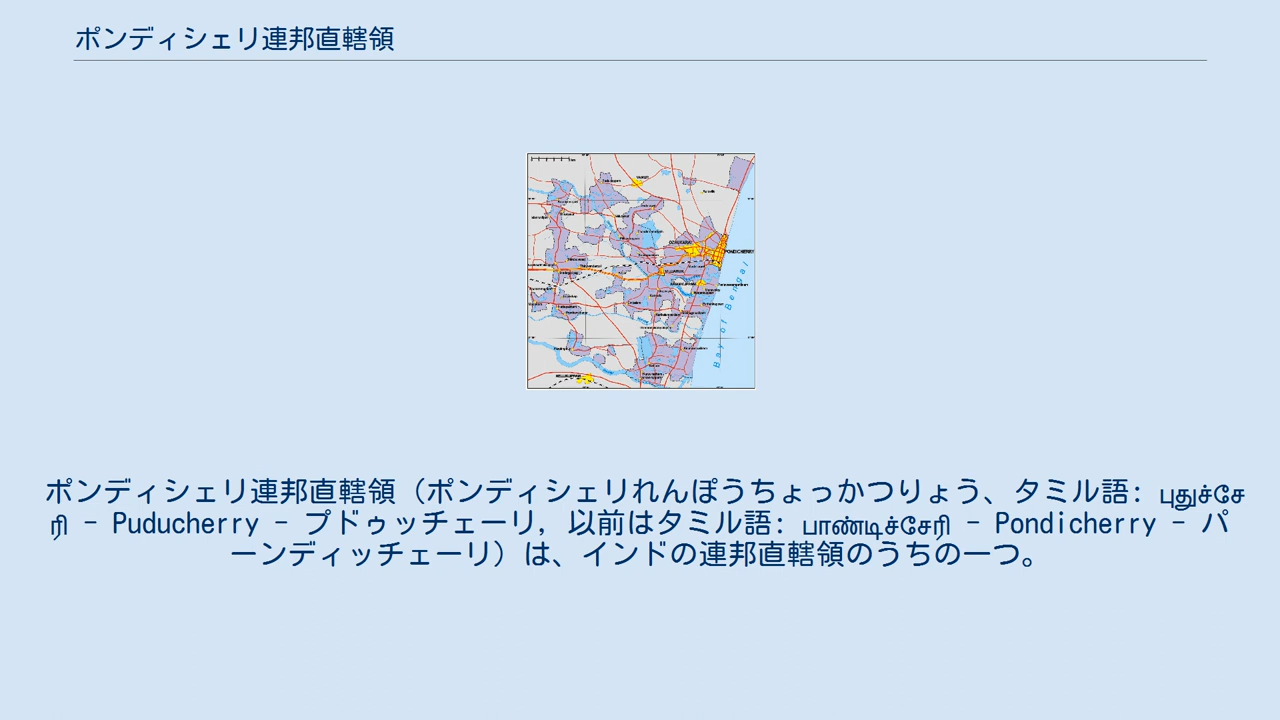 ポンディシェリ連邦直轄領
PONDICHERRY
Bay of Bengal
ポンディシェリ連邦直轄領（ポンディシェリれんぽうちょっかつりょう、タミル語: புதுச்சே
ரி - Puducherry - プドゥッチェーリ, 以前はタミル語: பாண்டிச்சேரி - Pondicherry - パ
ーンディッチェーリ）は、インドの連邦直轄領のうちの一つ。